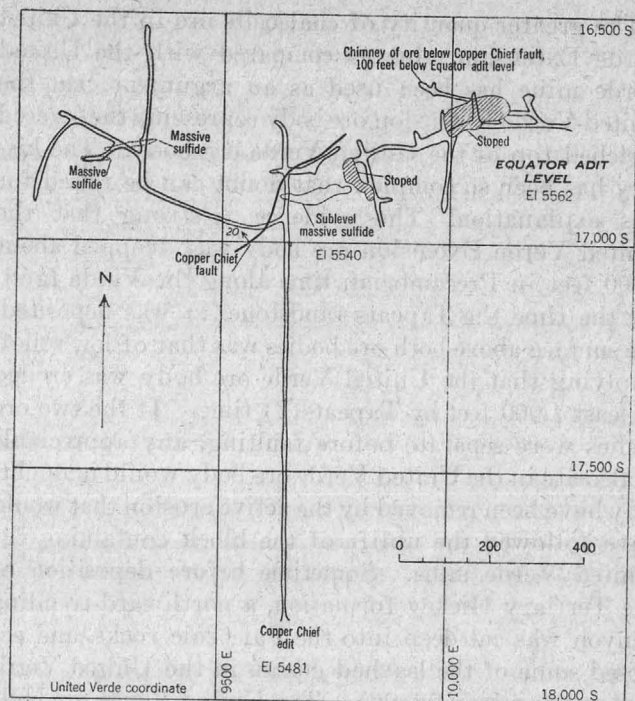 16,500 S
Chimney of ore below Copper Chief fault,
100 feet below Equator adit level
Massive sulfide
Massive
sulfide
Stoped
Stoped
EQUATOR ADIT
LEVEL
El 5562
Sublevel
massive sulfide
20
17,000 S
Copper Chief
fault
El 5540
N
17,500 S
0 200 400
Copper Chief
adit
El 5481
9500 E
10,000 E
United Verde coordinate
18,000 S